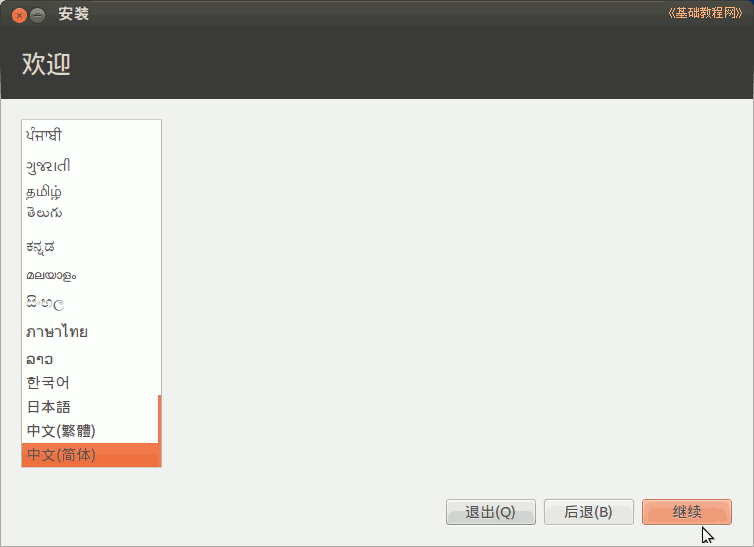 安装
《基础教程网》
欢迎
ਪੰਜਾਬੀ
ગુજરાતી
தமிழ்
తెలుగు
ಕನ್ನಡ
മലയാളം
සිංහල
ภาษาไทย
ລາວ
한국어
日本語
中文(繁體)
中文(简体)
退出(Q)
后退(B)
继续